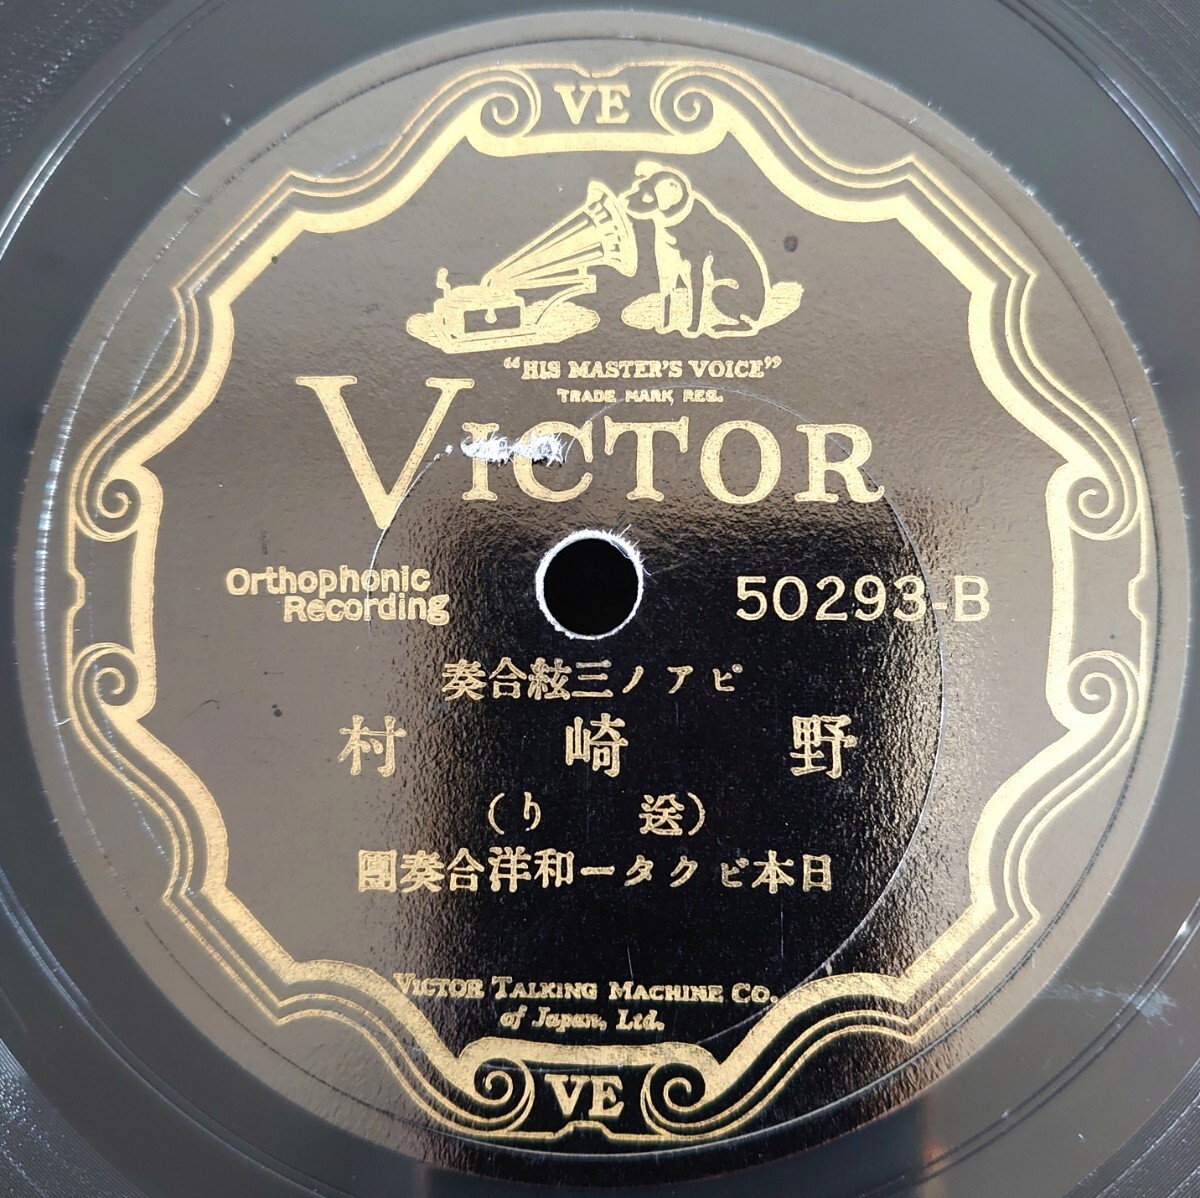 VE
"HIS MASTER'S VOICE"
TRADE MARK REG.
VICTOR
Orthophonic
Recording
50293-B
ピアノ三絃合奏
野崎村
(送り)
日本ビクター和洋合奏團
VICTOR TALKING MACHINE CO.
of Japan, Ltd.
VE